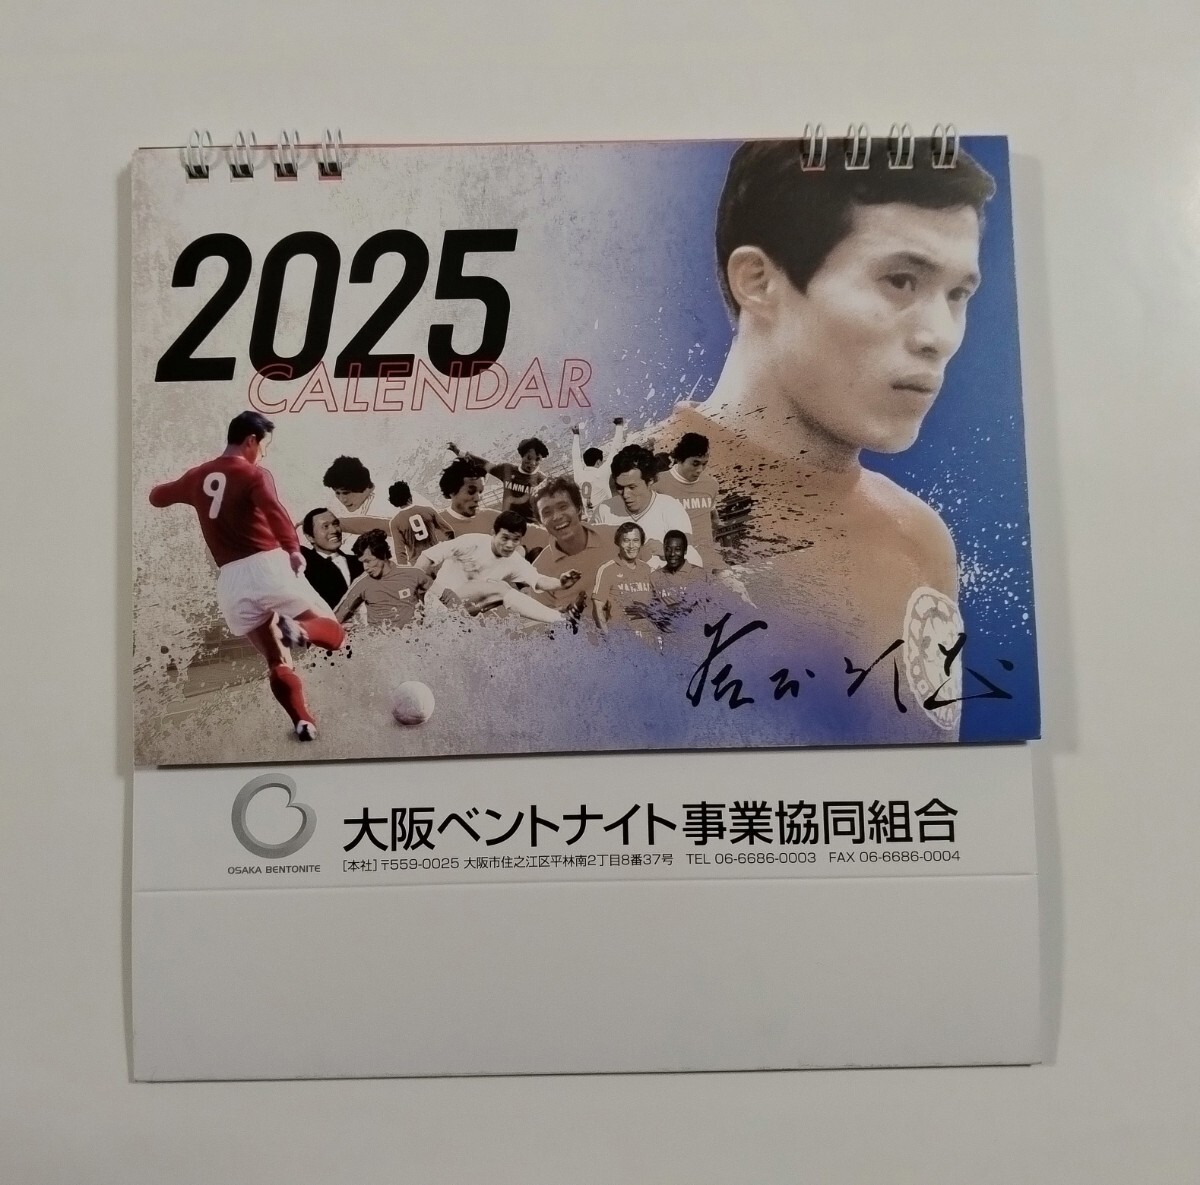 2025
CALENDAR
9
9
YANMAR
9
YANMAR
YANMAR
OSAKA BENTONITE
大阪ベントナイト事業協同組合
[本社]〒559-0025 大阪市住之江区平林南2丁目8番37号 TEL 06-6686-0003 FAX 06-6686-0004